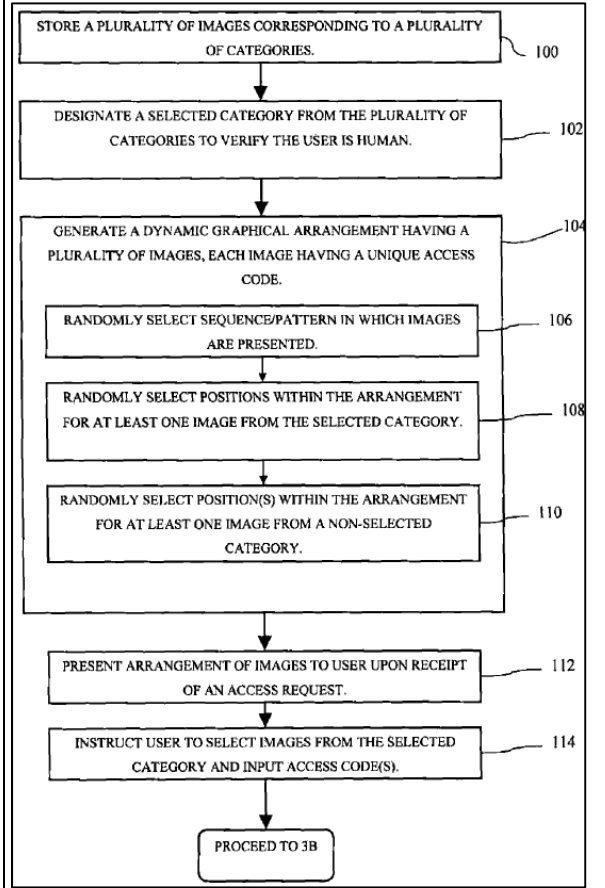 STORE A PLURALITY OF IMAGES CORRESPONDING TO A PLURALITY
OF CATEGORIES.
100
DESIGNATE A SELECTED CATEGORY FROM THE PLURALITY OF
CATEGORIES TO VERIFY THE USER IS HUMAN.
102
GENERATE A DYNAMIC GRAPHICAL ARRANGEMENT HAVING A
PLURALITY OF IMAGES, EACH IMAGE HAVING A UNIQUE ACCESS
CODE.
104
RANDOMLY SELECT SEQUENCE/PATTERN IN WHICH IMAGES
ARE PRESENTED.
106
RANDOMLY SELECT POSITIONS WITHIN THE ARRANGEMENT
FOR AT LEAST ONE IMAGE FROM THE SELECTED CATEGORY.
108
RANDOMLY SELECT POSITION(S) WITHIN THE ARRANGEMENT
FOR AT LEAST ONE IMAGE FROM A NON-SELECTED
CATEGORY.
110
PRESENT ARRANGEMENT OF IMAGES TO USER UPON RECEIPT
OF AN ACCESS REQUEST.
112
INSTRUCT USER TO SELECT IMAGES FROM THE SELECTED
CATEGORY AND INPUT ACCESS CODE(S).
114
PROCEED TO 3B